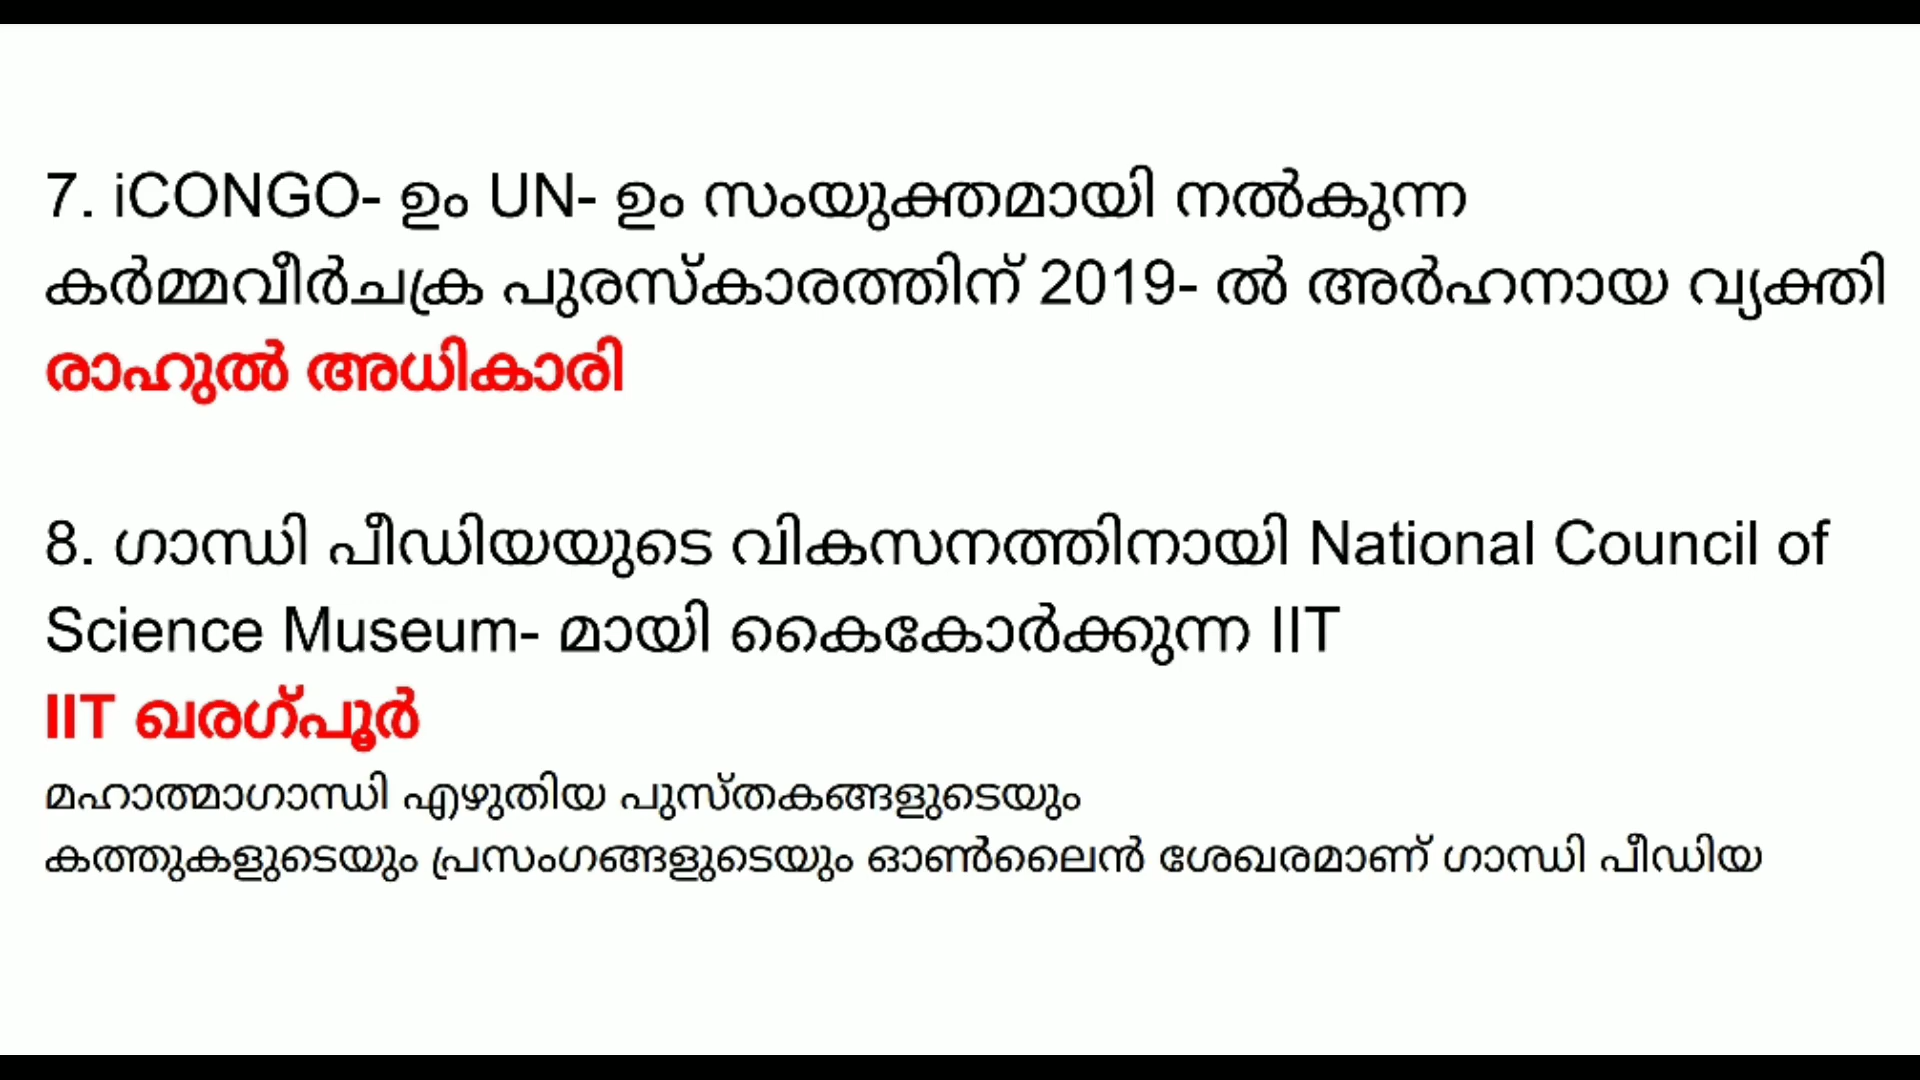 7. iCONGO- ഉം UN- ഉം സംയുക്തമായി നൽകുന്ന
കർമ്മവീർചക്ര പുരസ്കാരത്തിന് 2019- ൽ അർഹനായ വ്യക്തി
രാഹുൽ അധികാരി
8. ഗാന്ധി പീഡിയയുടെ വികസനത്തിനായി National Council of
Science Museum- മായി കൈകോർക്കുന്ന IIT
IIT ഖരഗ്പൂർ
മഹാത്മാഗാന്ധി എഴുതിയ പുസ്തകങ്ങളുടെയും
കത്തുകളുടെയും പ്രസംഗങ്ങളുടെയും ഓൺലൈൻ ശേഖരമാണ് ഗാന്ധി പീഡിയ